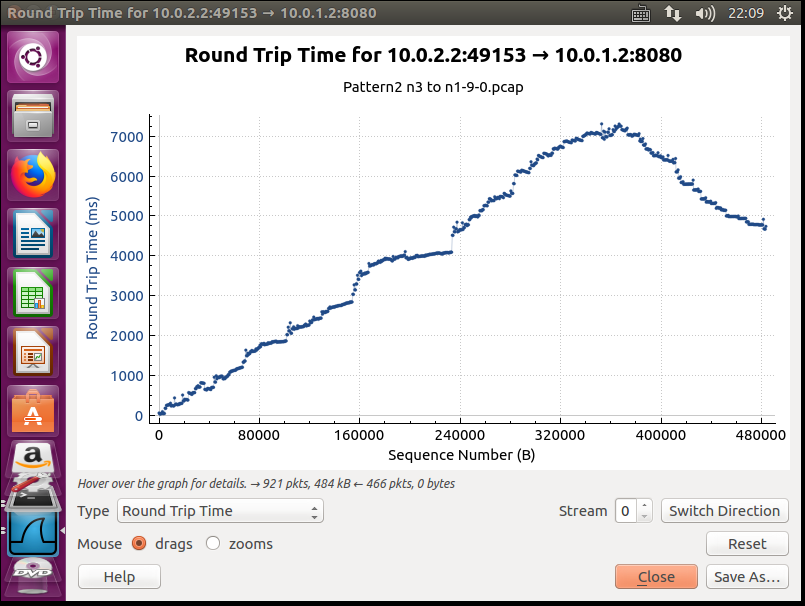 Round Trip Time for 10.0.2.2:49153 → 10.0.1.2:8080
22:09
Round Trip Time for 10.0.2.2:49153 → 10.0.1.2:8080
Pattern2 n3 to n1-9-0.pcap
Round Trip Time (ms)
7000
6000
5000
4000
3000
2000
1000
0
0 80000 160000 240000 320000 400000 480000
Sequence Number (B)
Hover over the graph for details. → 921 pkts, 484 kB ← 466 pkts, 0 bytes
Type Round Trip Time Stream 0 Switch Direction
Mouse drags zooms Reset
Help Close Save As…
A
a
DVD